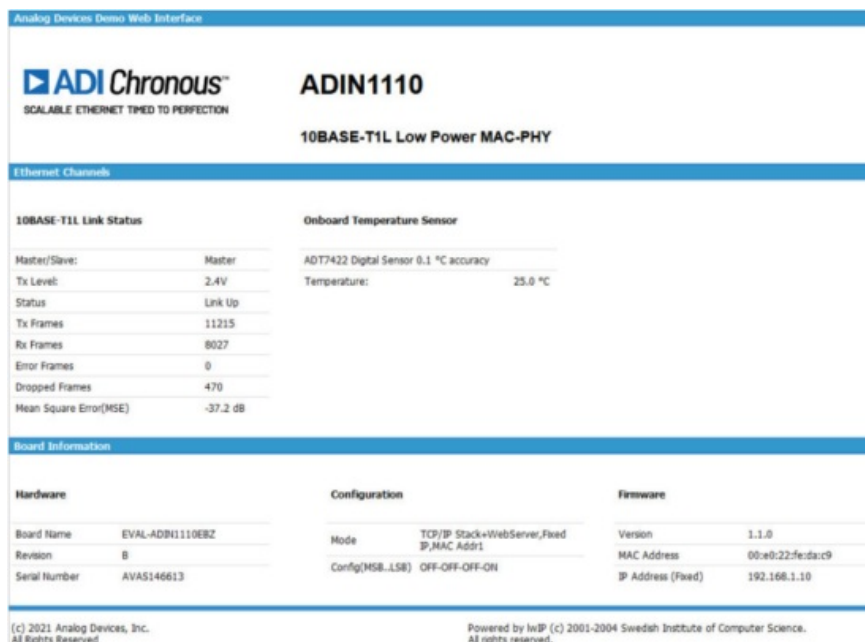 Analog Devices Demo Web Interface
ADI Chronous™
SCALABLE ETHERNET TIMED TO PERFECTION
ADIN1110
10BASE-T1L Low Power MAC-PHY
Ethernet Channels
10BASE-T1L Link Status
Master/Slave: Master
Tx Level: 2.4V
Status Link Up
Tx Frames 11215
Rx Frames 8027
Error Frames 0
Dropped Frames 470
Mean Square Error(MSE) -37.2 dB
Onboard Temperature Sensor
ADT7422 Digital Sensor 0.1 °C accuracy
Temperature: 25.0 °C
Board Information
Hardware
Board Name EVAL-ADIN1110EBZ
Revision B
Serial Number AVAS146613
Configuration
Mode TCP/IP Stack+WebServer,Fixed
IP,MAC Addr1
Config(MSB..LSB) OFF-OFF-OFF-ON
Firmware
Version 1.1.0
MAC Address 00:e0:22:fe:da:c9
IP Address (Fixed) 192.168.1.10
(c) 2021 Analog Devices, Inc.
All Rights Reserved
Powered by lwIP (c) 2001-2004 Swedish Institute of Computer Science.
All rights reserved.